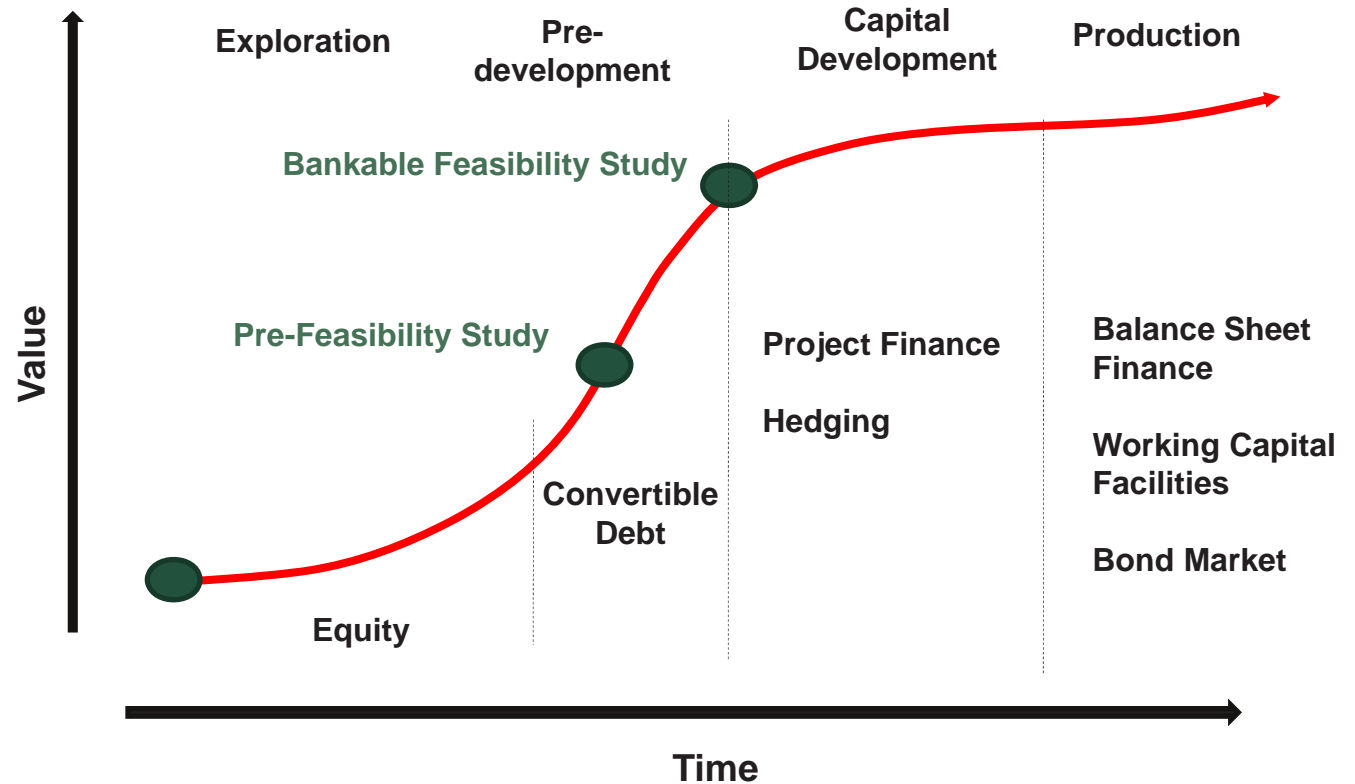 Exploration
Pre-
development
Capital
Development
Production
Bankable Feasibility Study
Pre-Feasibility Study
Value
Project Finance
Hedging
Balance Sheet
Finance
Working Capital
Facilities
Bond Market
Convertible
Debt
Equity
Time